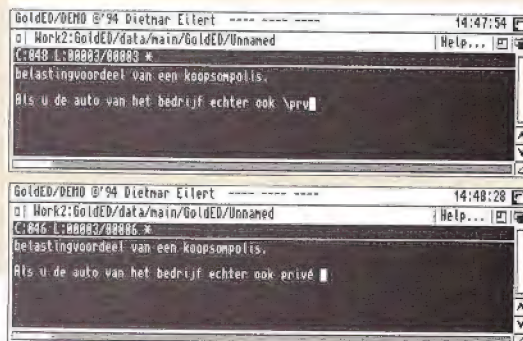 GoldED/DEMO ©'94 Dietmar Eilert ---- ---- ---- 14:47:54
Work2:GoldED/data/main/GoldED/Unnamed Help...
C:048 L:00003/00003 *
belastingvoordeel van een koopsompolis.
Als u de auto van het bedrijf echter ook \prv
GoldED/DEMO ©'94 Dietmar Eilert ---- ---- ---- 14:48:28
Work2:GoldED/data/main/GoldED/Unnamed Help...
C:046 L:00003/00006 *
belastingvoordeel van een koopsompolis.
Als u de auto van het bedrijf echter ook privé